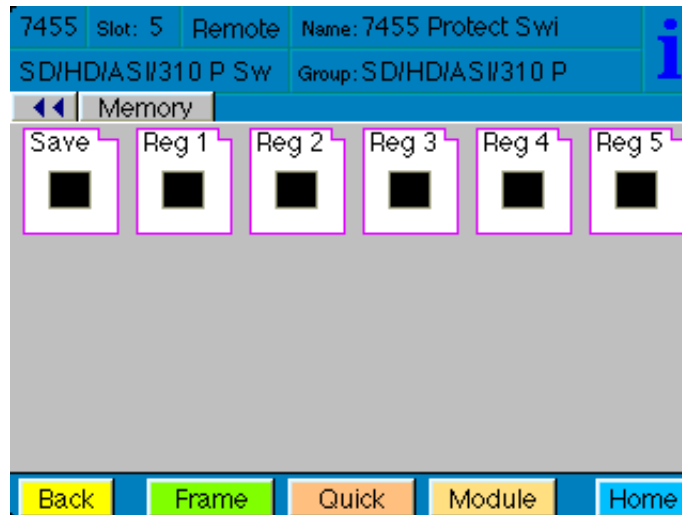 7455 Slot: 5 Remote Name: 7455 Protect Swi
SD/HD/ASI/310 P Sw Group: SD/HD/ASI/310 P
Memory
Save Reg 1 Reg 2 Reg 3 Reg 4 Reg 5
Back Frame Quick Module Home